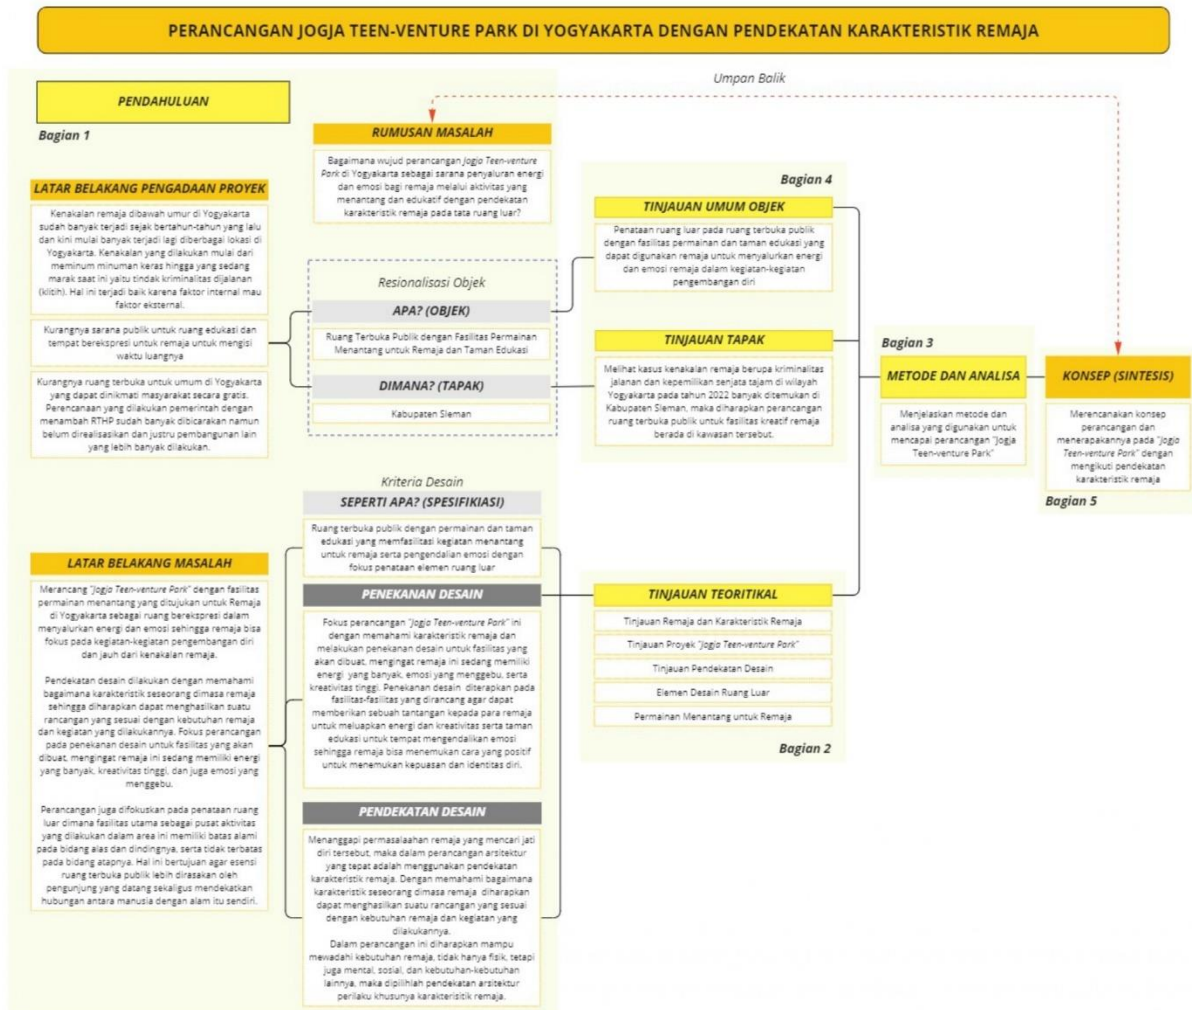 PERANCANGAN JOGJA TEEN-VENTURE PARK DI YOGYAKARTA DENGAN PENDEKATAN KARAKTERISTIK REMAJA
Umpan Balik
PENDAHULUAN
Bagian 1
LATAR BELAKANG PENGADAAN PROYEK
Kenakalan remaja dibawah umur di Yogyakarta
sudah banyak terjadi sejak bertahun-tahun yang lalu
dan kini mulai banyak terjadi lagi diberbagai lokasi di
Yogyakarta. Kenakalan yang dilakukan mulai dari
meminum minuman keras hingga yang sedang
marak saat ini yaitu tindak kriminalitas dijalanan
(klitih). Hal ini terjadi baik karena faktor internal mau
faktor eksternal.
Kurangnya sarana publik untuk ruang edukasi dan
tempat berekspresi untuk remaja untuk mengisi
waktu luangnya
Kurangnya ruang terbuka untuk umum di Yogyakarta
yang dapat dinikmati masyarakat secara gratis.
Perencanaan yang dilakukan pemerintah dengan
menambah RTHP sudah banyak dibicarakan namun
belum direalisasikan dan justru pembangunan lain
yang lebih banyak dilakukan.
LATAR BELAKANG MASALAH
Merancang "Jogja Teen-venture Park" dengan fasilitas
permainan menantang yang ditujukan untuk Remaja
di Yogyakarta sebagai ruang berekspresi dalam
menyalurkan energi dan emosi sehingga remaja bisa
fokus pada kegiatan-kegiatan pengembangan diri
dan jauh dari kenakalan remaja.
Pendekatan desain dilakukan dengan memahami
bagaimana karakteristik seseorang dimasa remaja
sehingga diharapkan dapat menghasilkan suatu
rancangan yang sesuai dengan kebutuhan remaja
dan kegiatan yang dilakukannya. Fokus perancangan
pada penekanan desain untuk fasilitas yang akan
dibuat, mengingat remaja ini sedang memiliki energi
yang banyak, kreativitas tinggi, dan juga emosi yang
menggebu.
Perancangan juga difokuskan pada penataan ruang
luar dimana fasilitas utama sebagai pusat aktivitas
yang dilakukan dalam area ini memiliki batas alami
pada bidang alas dan dindingnya, serta tidak terbatas
pada bidang atapnya. Hal ini bertujuan agar esensi
ruang terbuka publik lebih dirasakan oleh
pengunjung yang datang sekaligus mendekatkan
hubungan antara manusia dengan alam itu sendiri.
RUMUSAN MASALAH
Bagaimana wujud perancangan Jogja Teen-venture
Park di Yogyakarta sebagai sarana penyaluran energi
dan emosi bagi remaja melalui aktivitas yang
menantang dan edukatif dengan pendekatan
karakteristik remaja pada tata ruang luar?
Resionalisasi Objek
APA? (OBJEK)
Ruang Terbuka Publik dengan Fasilitas Permainan
Menantang untuk Remaja dan Taman Edukasi
DIMANA? (TAPAK)
Kabupaten Sleman
Kriteria Desain
SEPERTI APA? (SPESIFIKIASI)
Ruang terbuka publik dengan permainan dan taman
edukasi yang memfasilitasi kegiatan menantang
untuk remaja serta pengendalian emosi dengan
fokus penataan elemen ruang luar
PENEKANAN DESAIN
Fokus perancangan "Jogja Teen-venture Park" ini
dengan memahami karakteristik remaja dan
melakukan penekanan desain untuk fasilitas yang
akan dibuat, mengingat remaja ini sedang memiliki
energi yang banyak, emosi yang menggebu, serta
kreativitas tinggi. Penekanan desain diterapkan pada
fasilitas-fasilitas yang dirancang agar dapat
memberikan sebuah tantangan kepada para remaja
untuk meluapkan energi dan kreativitas serta taman
edukasi untuk tempat mengendalikan emosi
sehingga remaja bisa menemukan cara yang positif
untuk menemukan kepuasan dan identitas diri.
PENDEKATAN DESAIN
Menanggapi permasalaahan remaja yang mencari jati
diri tersebut, maka dalam perancangan arsitektur
yang tepat adalah menggunakan pendekatan
karakteristik remaja. Dengan memahami bagaimana
karakteristik seseorang dimasa remaja diharapkan
dapat menghasilkan suatu rancangan yang sesuai
dengan kebutuhan remaja dan kegiatan yang
dilakukannya.
Dalam perancangan ini diharapkan mampu
mewadahi kebutuhan remaja, tidak hanya fisik, tetapi
juga mental, sosial, dan kebutuhan-kebutuhan
lainnya, maka dipilihlah pendekatan arsitektur
perilaku khusunya karakterisitik remaja.
Bagian 4
TINJAUAN UMUM OBJEK
Penataan ruang luar pada ruang terbuka publik
dengan fasilitas permainan dan taman edukasi yang
dapat digunakan remaja untuk menyalurkan energi
dan emosi remaja dalam kegiatan-kegiatan
pengembangan diri
TINJAUAN TAPAK
Melihat kasus kenakalan remaja berupa kriminalitas
jalanan dan kepemilikan senjata tajam di wilayah
Yogyakarta pada tahun 2022 banyak ditemukan di
Kabupaten Sleman, maka diharapkan perancangan
ruang terbuka publik untuk fasilitas kreatif remaja
berada di kawasan tersebut.
TINJAUAN TEORITIKAL
Tinjauan Remaja dan Karakteristik Remaja
Tinjauan Proyek "Jogja Teen-venture Park"
Tinjauan Pendekatan Desain
Elemen Desain Ruang Luar
Permainan Menantang untuk Remaja
Bagian 2
Bagian 3
METODE DAN ANALISA
Menjelaskan metode dan
analisa yang digunakan untuk
mencapai perancangan "Jogja
Teen-venture Park"
KONSEP (SINTESIS)
Merencanakan konsep
perancangan dan
menerapakannya pada "Jogja
Teen-venture Park" dengan
mengikuti pendekatan
karakteristik remaja
Bagian 5